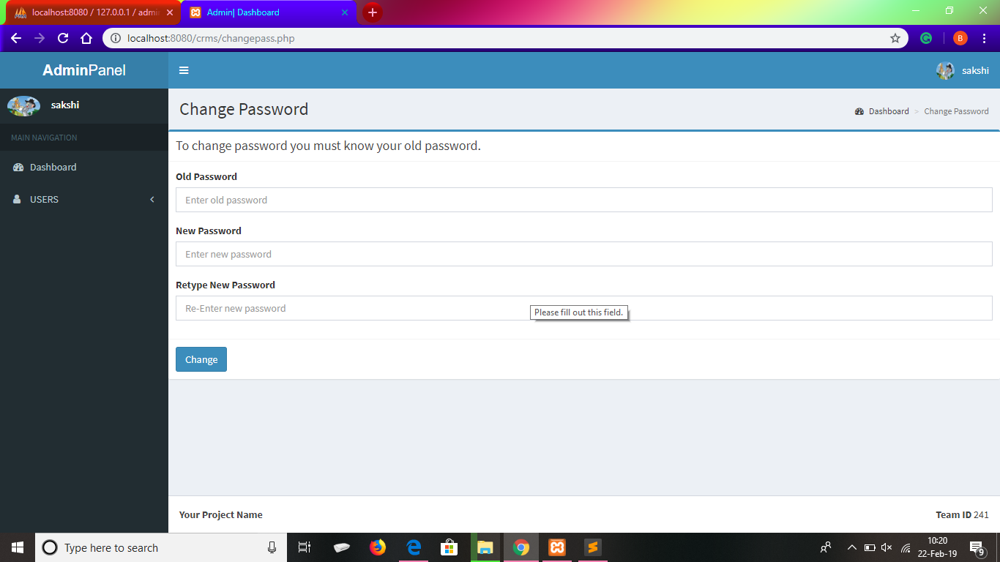 localhost:8080 / 127.0.0.1 / admi
Admin| Dashboard
localhost:8080/crms/changepass.php
B
AdminPanel
sakshi
sakshi
Change Password
Dashboard > Change Password
MAIN NAVIGATION
Dashboard
USERS
To change password you must know your old password.
Old Password
Enter old password
New Password
Enter new password
Retype New Password
Re-Enter new password
Please fill out this field.
Change
Your Project Name
Team ID 241
Type here to search
10:20
22-Feb-19
9